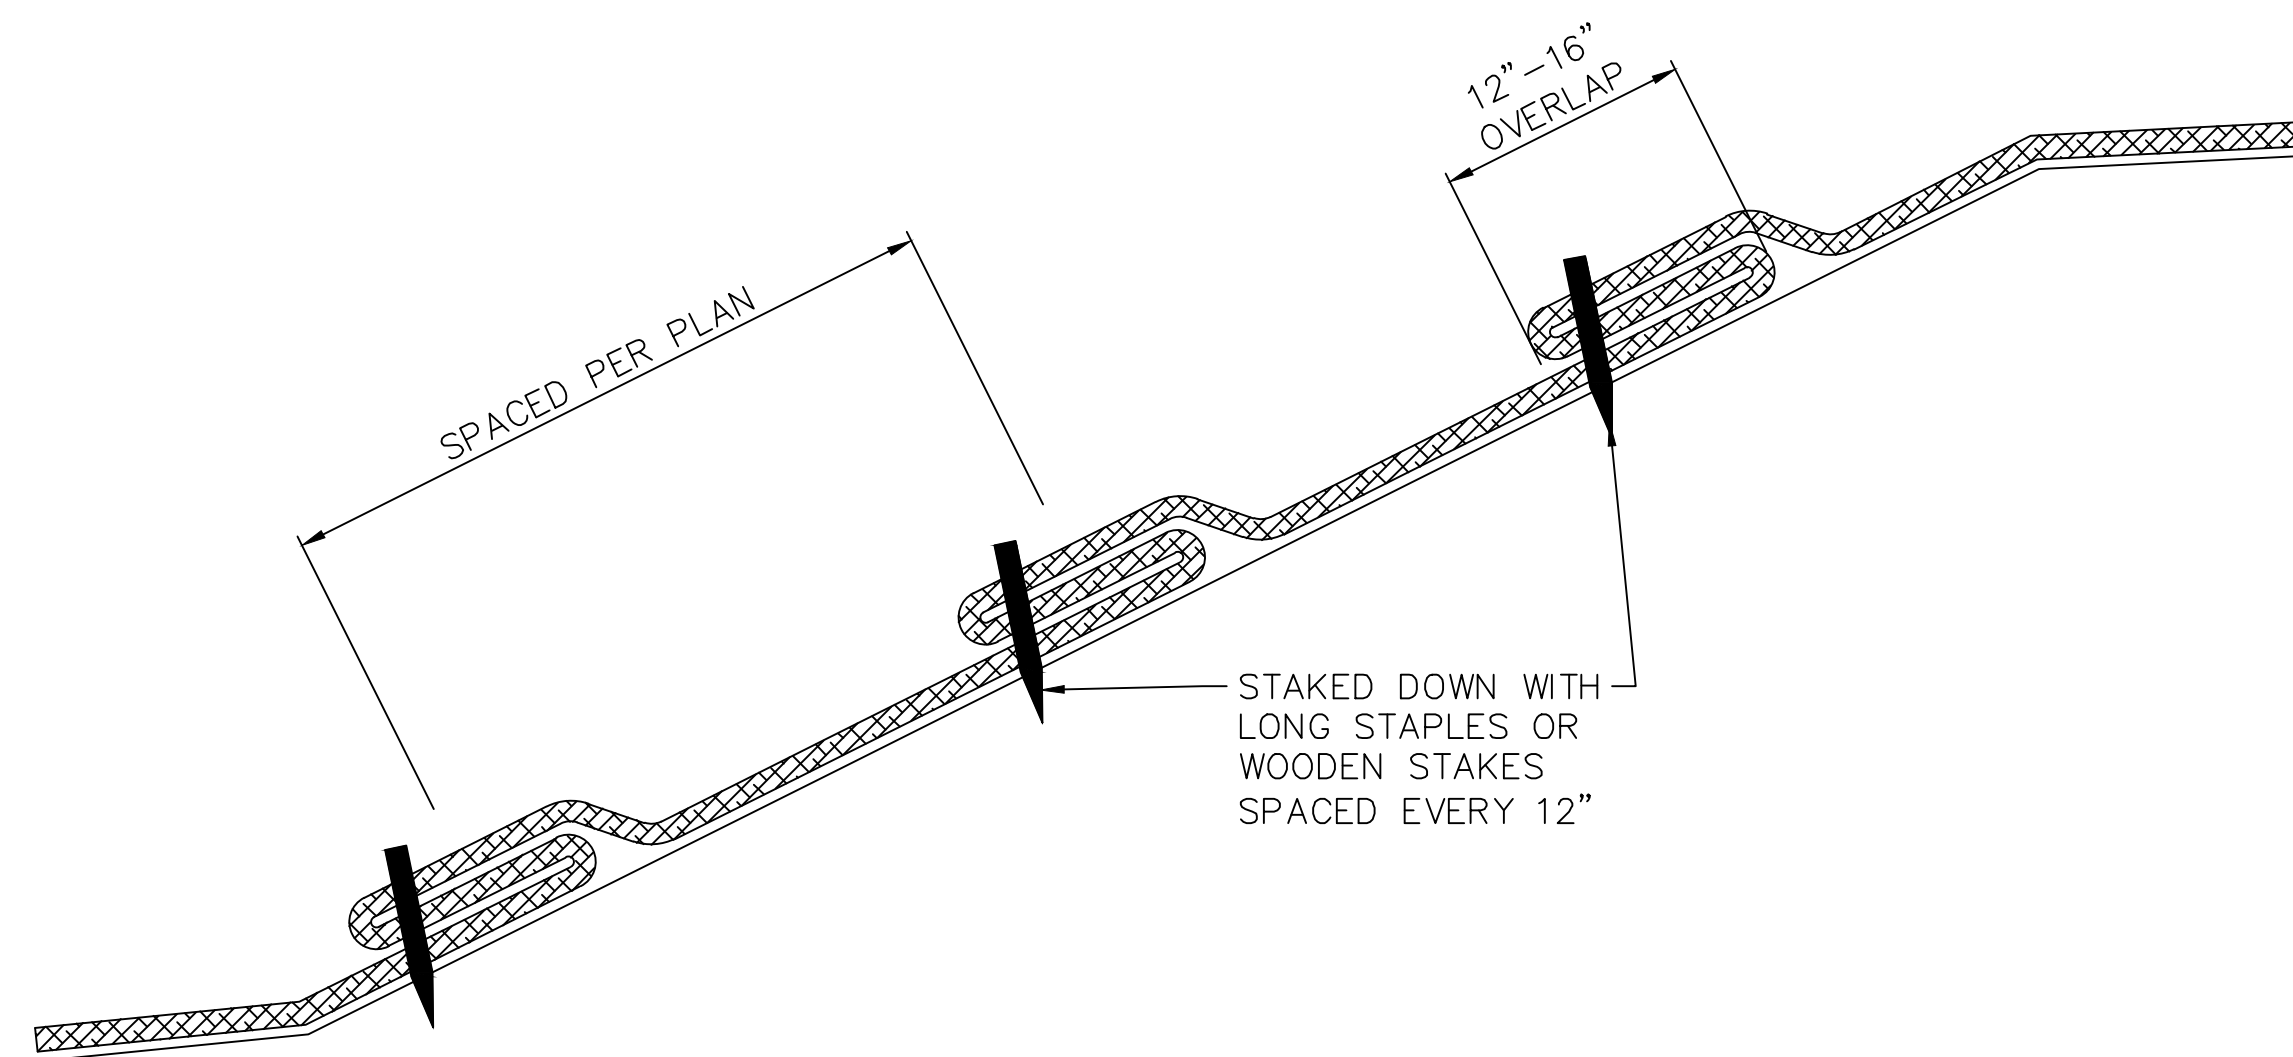 12”–16”
OVERLAP
SPACED PER PLAN
STAKED DOWN WITH
LONG STAPLES OR
WOODEN STAKES
SPACED EVERY 12”